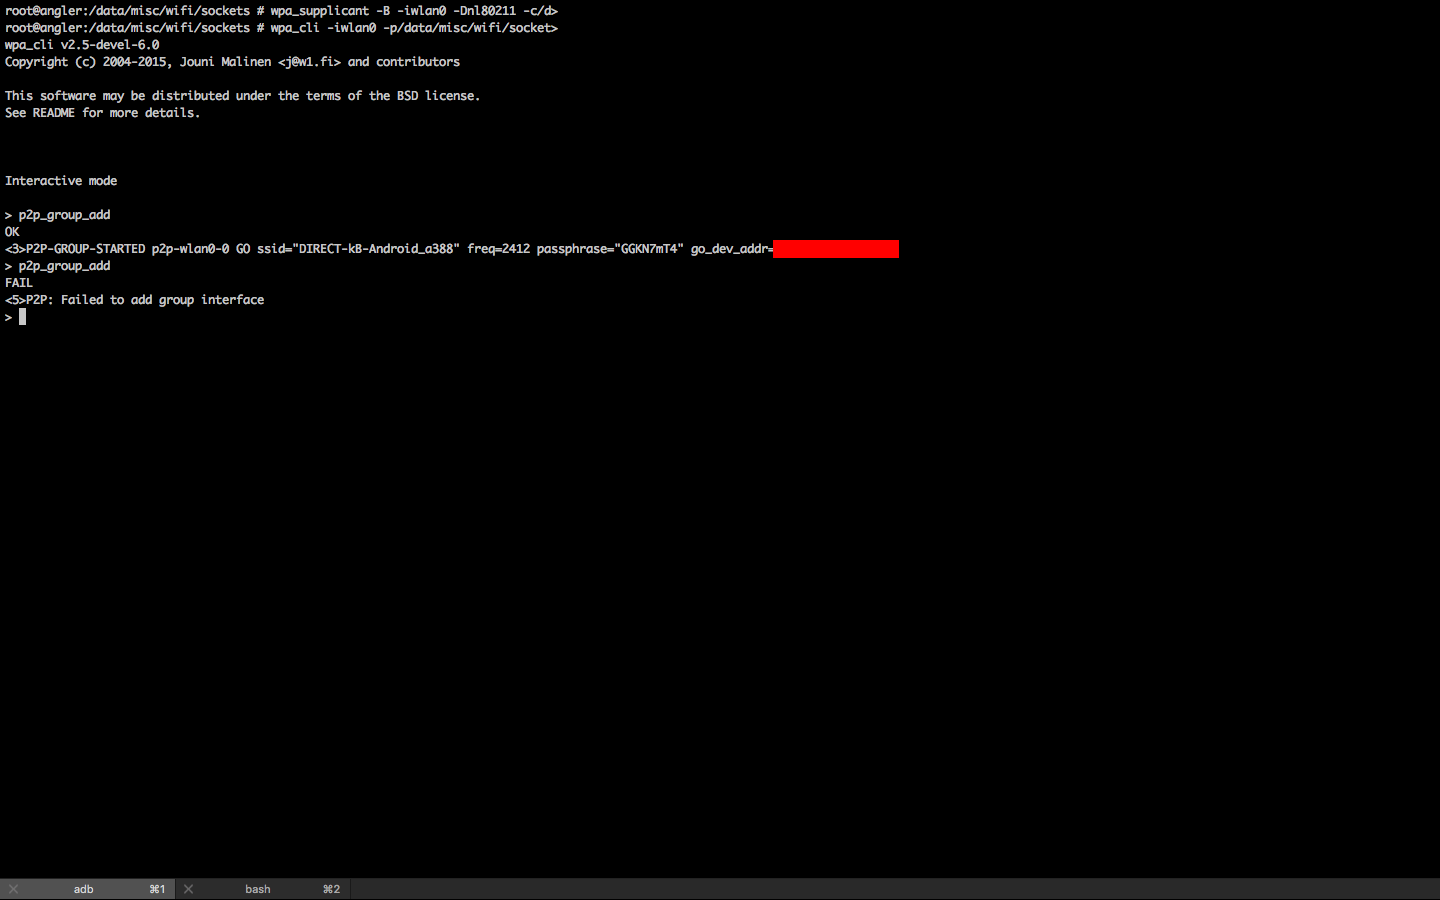 root@angler:/data/misc/wifi/sockets # wpa_supplicant -B -iwlan0 -Dnl80211 -c/d>
root@angler:/data/misc/wifi/sockets # wpa_cli -iwlan0 -p/data/misc/wifi/socket>
wpa_cli v2.5-devel-6.0
Copyright (c) 2004-2015, Jouni Malinen <j@w1.fi> and contributors
This software may be distributed under the terms of the BSD license.
See README for more details.
Interactive mode
> p2p_group_add
OK
<3>P2P-GROUP-STARTED p2p-wlan0-0 GO ssid="DIRECT-kB-Android_a388" freq=2412 passphrase="GGKN7mT4" go_dev_addr=
> p2p_group_add
FAIL
<5>P2P: Failed to add group interface
>
adb ⌘1 bash ⌘2